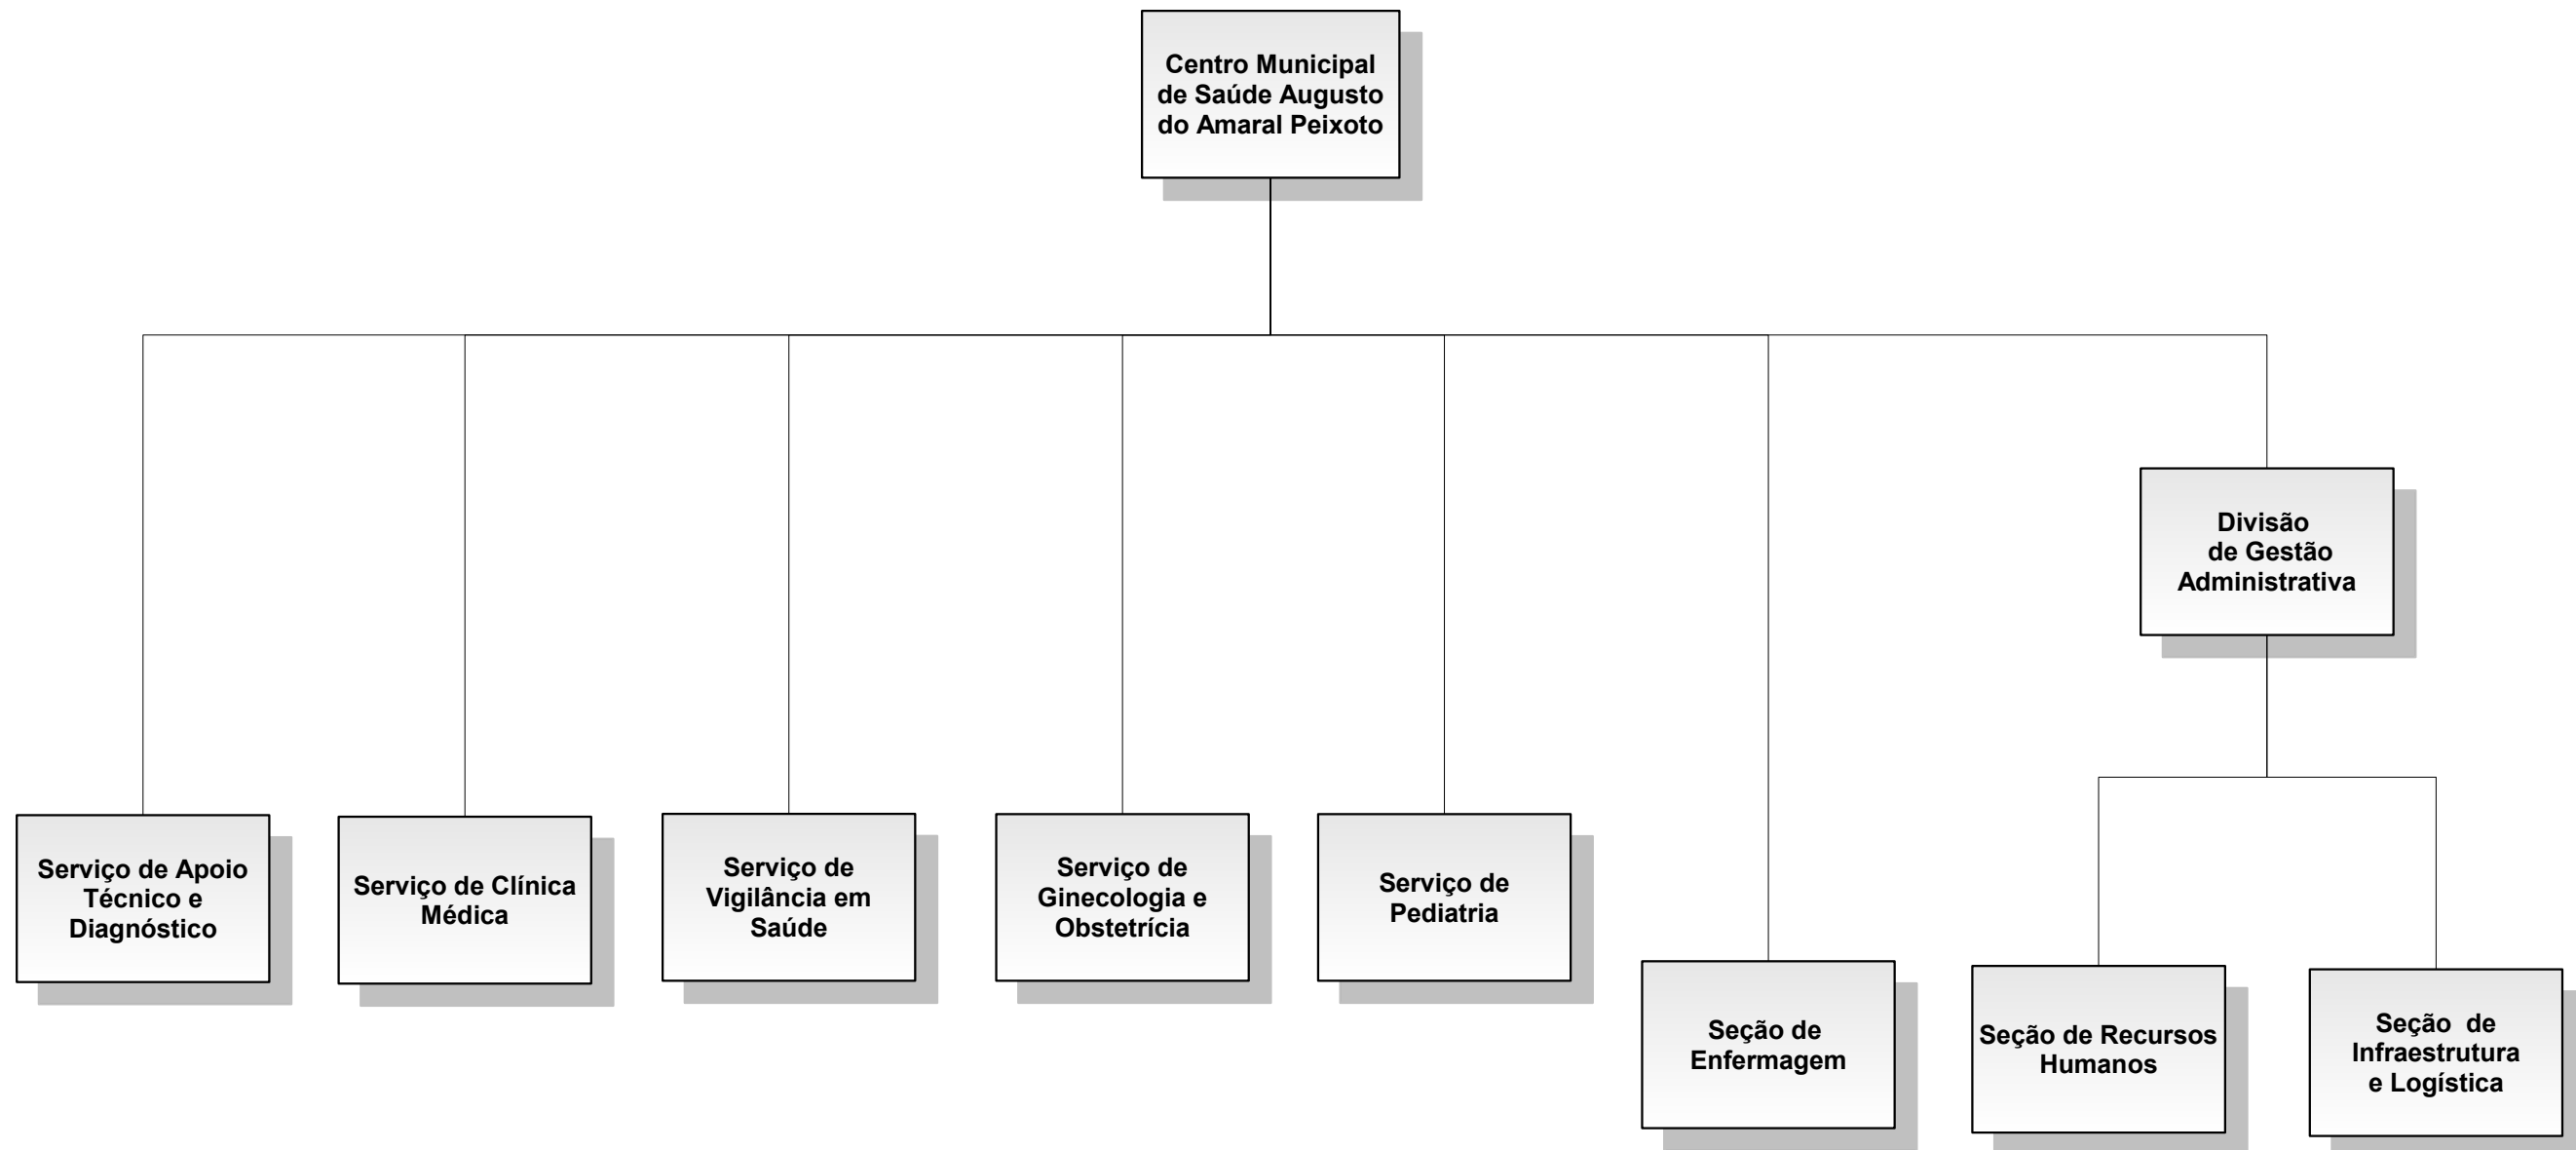 Centro Municipal
de Saúde Augusto
do Amaral Peixoto
Divisão
de Gestão
Administrativa
Serviço de Apoio
Técnico e
Diagnóstico
Serviço de Clínica
Médica
Serviço de
Vigilância em
Saúde
Serviço de
Ginecologia e
Obstetrícia
Serviço de
Pediatria
Seção de
Enfermagem
Seção de Recursos
Humanos
Seção de
Infraestrutura
e Logística